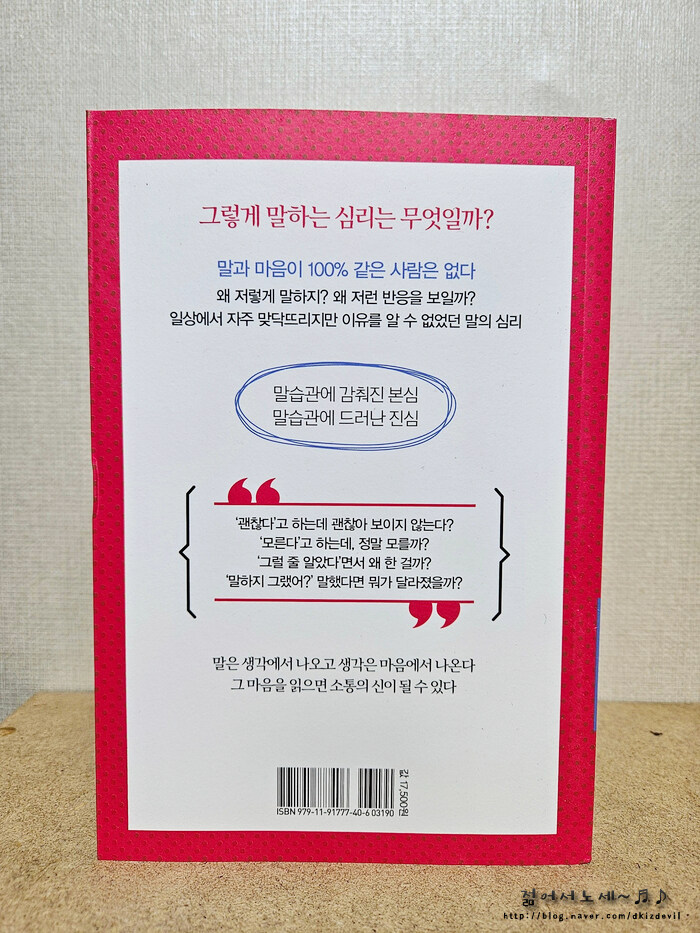 그렇게 말하는 심리는 무엇일까?
말과 마음이 100% 같은 사람은 없다
왜 저렇게 말하지? 왜 저런 반응을 보일까?
일상에서 자주 맞닥뜨리지만 이유를 알 수 없었던 말의 심리
말습관에 감춰진 본심
말습관에 드러난 진심
“
‘괜찮다’고 하는데 괜찮아 보이지 않는다?
‘모른다’고 하는데, 정말 모를까?
‘그럴 줄 알았다’면서 왜 한 걸까?
‘말하지 그랬어?’ 말했다면 뭐가 달라졌을까?
”
말은 생각에서 나오고 생각은 마음에서 나온다
그 마음을 읽으면 소통의 신이 될 수 있다
값 17,500원
ISBN 979-11-91777-40-6 03190
젊어서노세~♬♪
http://blog.naver.com/dkizdevil